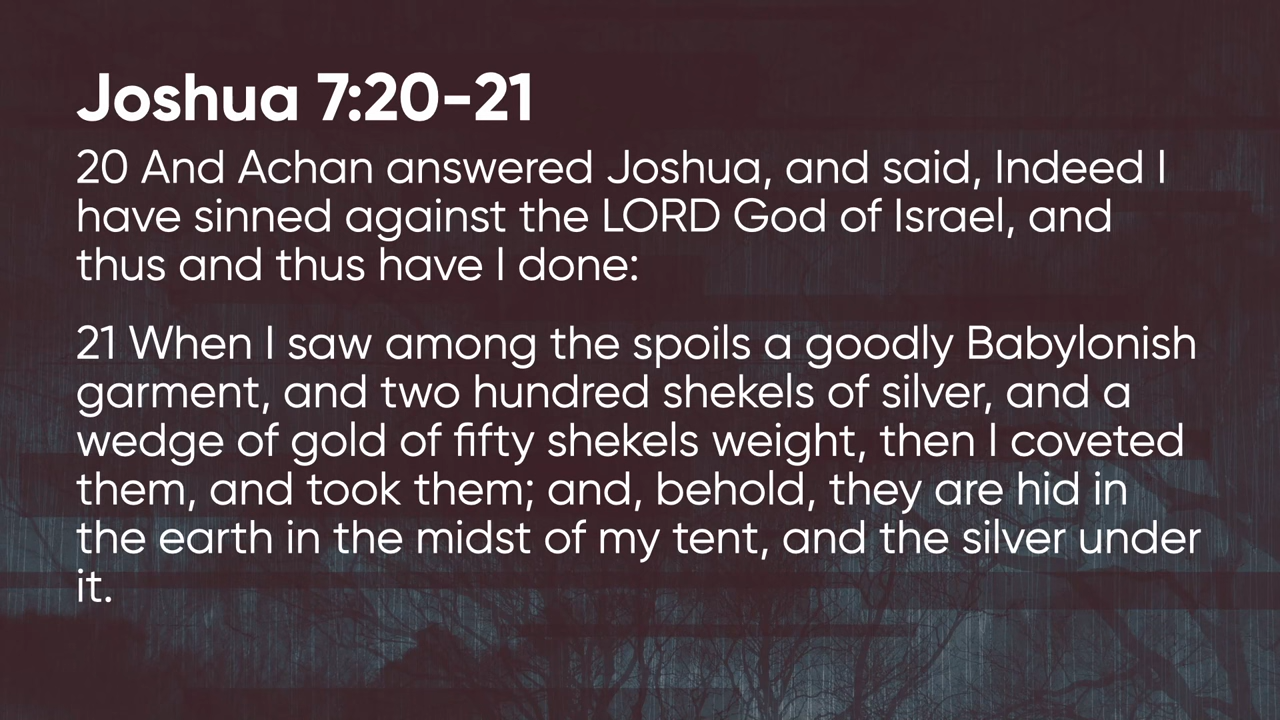 Joshua 7:20-21
20 And Achan answered Joshua, and said, Indeed I
have sinned against the LORD God of Israel, and
thus and thus have I done:
21 When I saw among the spoils a goodly Babylonish
garment, and two hundred shekels of silver, and a
wedge of gold of fifty shekels weight, then I coveted
them, and took them; and, behold, they are hid in
the earth in the midst of my tent, and the silver under
it.